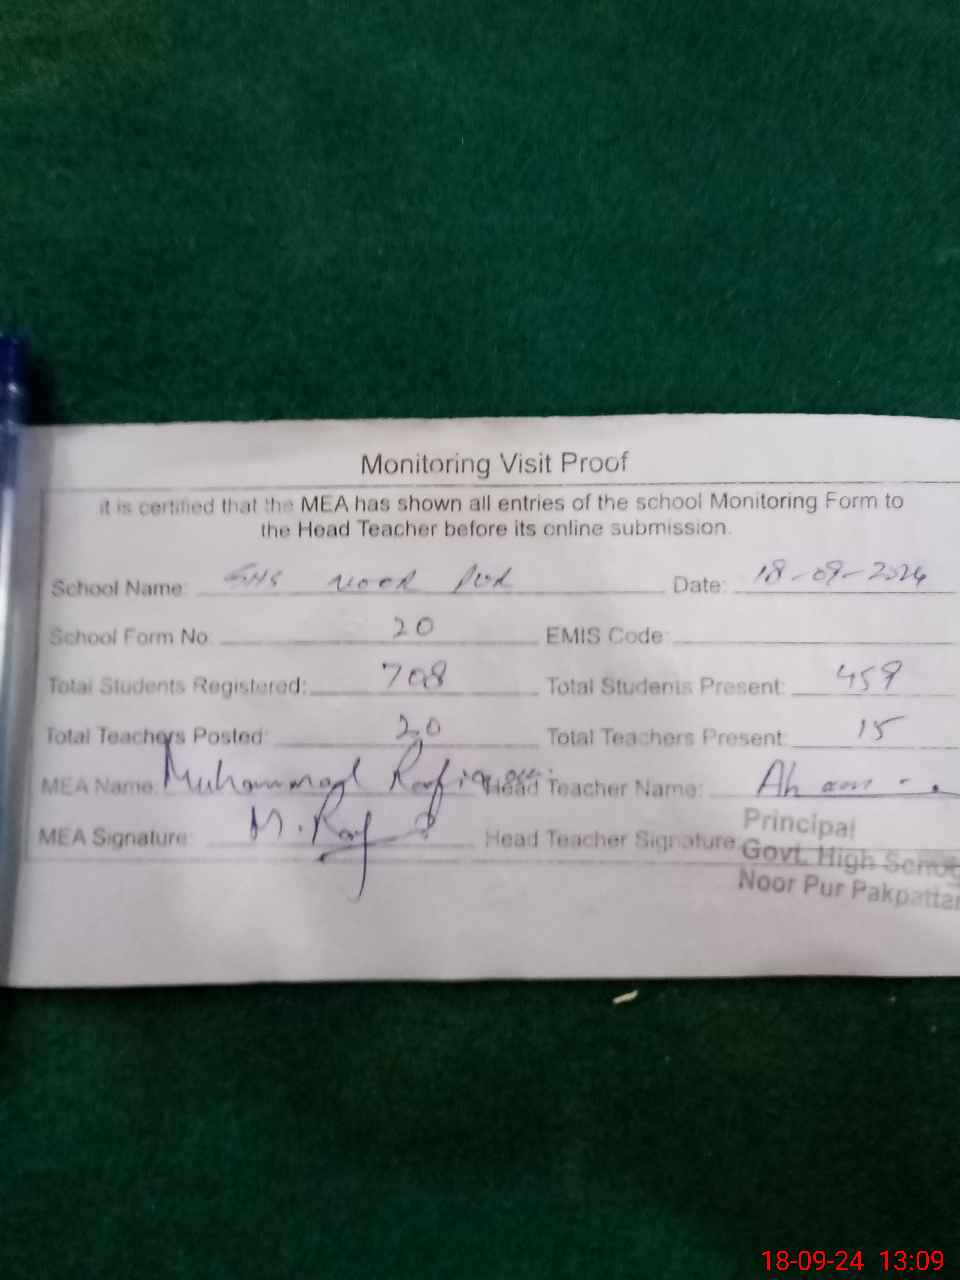 Monitoring Visit Proof
it is certified that the MEA has shown all entries of the school Monitoring Form to
the Head Teacher before its online submission.
School Name: GHS NOOR PUR Date: 18-09-2024
School Form No. 20 EMIS Code:
Total Students Registered: 708 Total Students Present: 459
Total Teachers Posted: 20 Total Teachers Present: 15
MEA Name: Muhammad Rafique Head Teacher Name:
MEA Signature: M. Raf Head Teacher Signature:
Principal
Govt. High School
Noor Pur Pakpattan
18-09-24 13:09